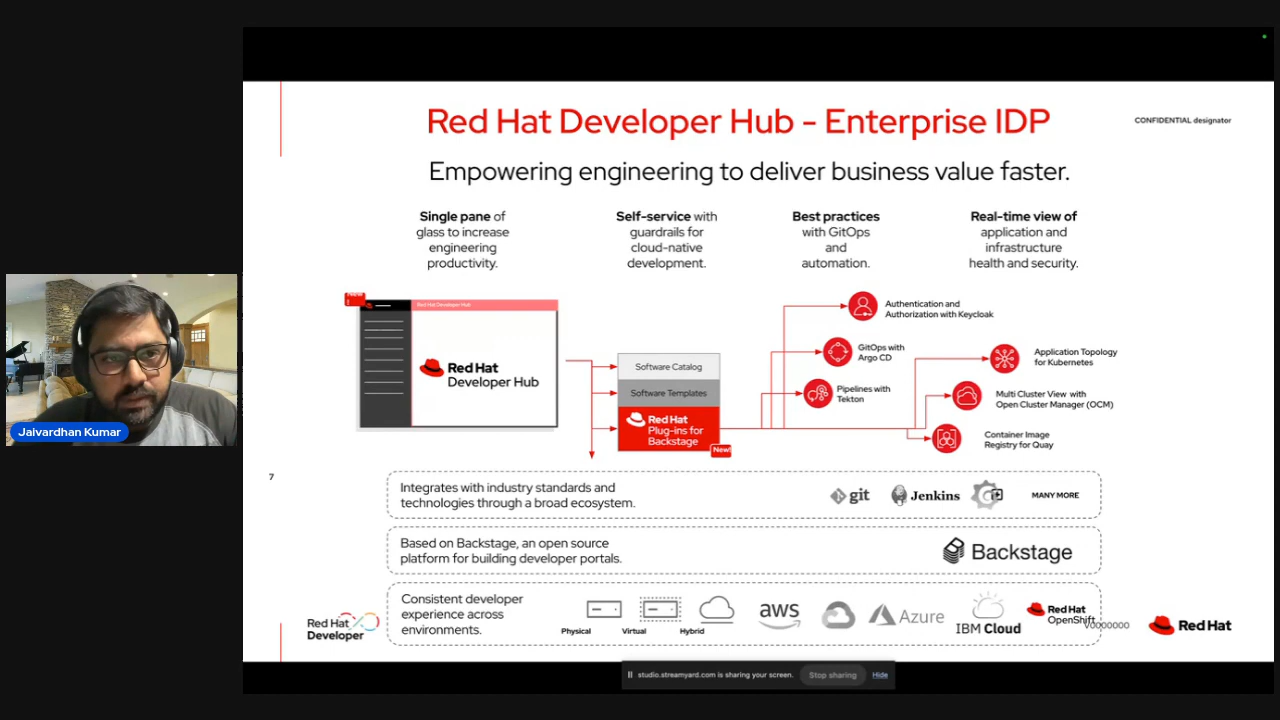 Red Hat Developer Hub - Enterprise IDP
CONFIDENTIAL designator
Empowering engineering to deliver business value faster.
Single pane of
glass to increase
engineering
productivity.
Self-service with
guardrails for
cloud-native
development.
Best practices
with GitOps
and
automation.
Real-time view of
application and
infrastructure
health and security.
Red Hat Developer Hub
Red Hat
Developer Hub
Software Catalog
Software Templates
Red Hat
Plug-ins for
Backstage
New!
Authentication and
Authorization with Keycloak
GitOps with
Argo CD
Pipelines with
Tekton
Application Topology
for Kubernetes
Multi Cluster View with
Open Cluster Manager (OCM)
Container Image
Registry for Quay
Jaivardhan Kumar
7
Integrates with industry standards and
technologies through a broad ecosystem.
git
Jenkins
MANY MORE
Based on Backstage, an open source
platform for building developer portals.
Backstage
Consistent developer
experience across
environments.
Physical
Virtual
Hybrid
aws
Azure
IBM Cloud
Red Hat
OpenShift
V0000000
Red Hat
Developer
Red Hat
studio.streamyard.com is sharing your screen.
Stop sharing
Hide